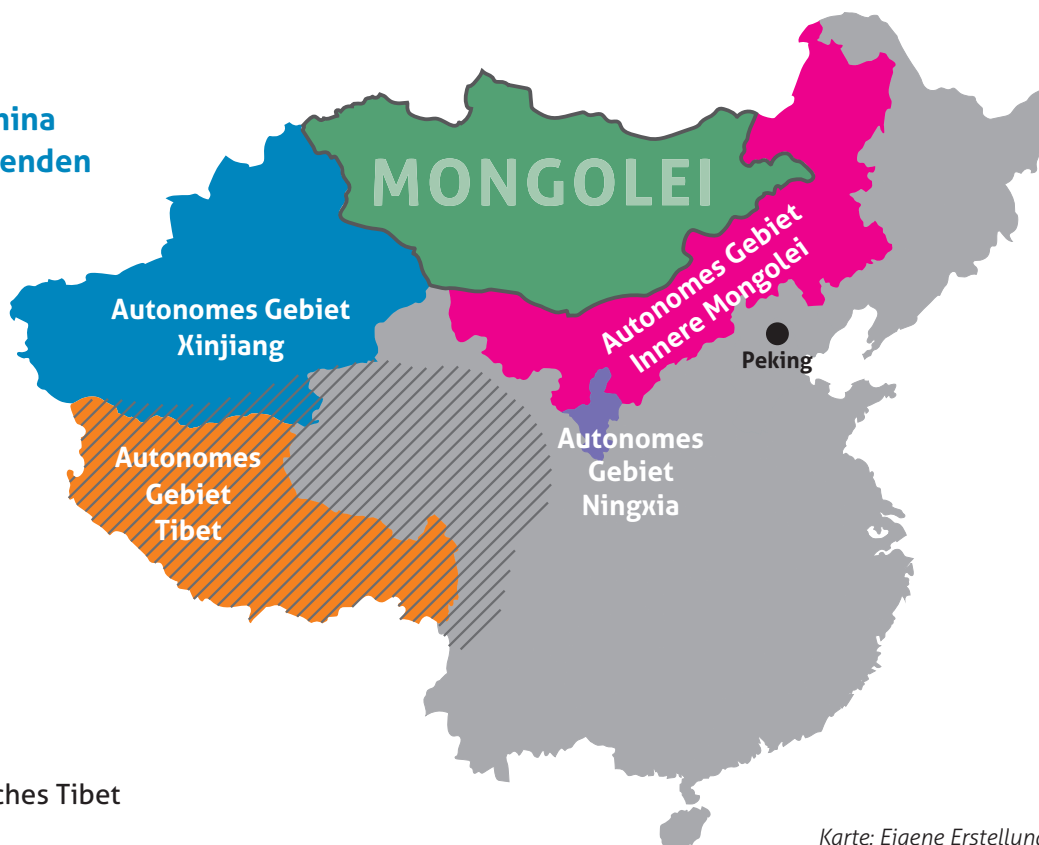 hina
enden
MONGOLEI
Autonomes Gebiet
Innere Mongolei
Autonomes Gebiet
Xinjiang
Peking
Autonomes
Gebiet
Ningxia
Autonomes
Gebiet
Tibet
ches Tibet
Karte: Eigene Erstellung